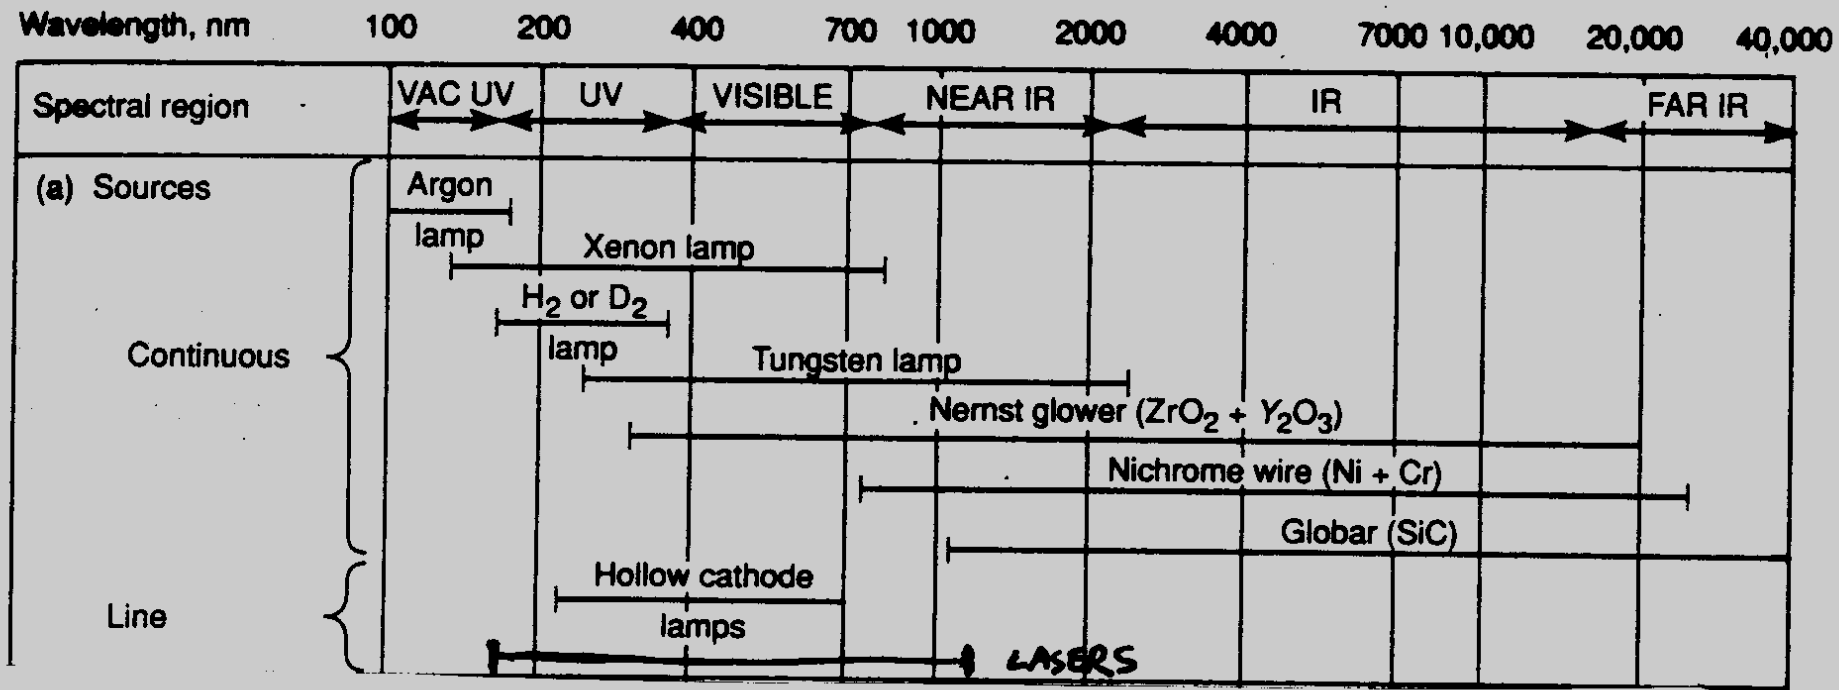 Wavelength, nm 100 200 400 700 1000 2000 4000 7000 10,000 20,000 40,000
Spectral region VAC UV UV VISIBLE NEAR IR IR FAR IR
(a) Sources Argon
lamp
Xenon lamp
H2 or D2
lamp
Continuous
Tungsten lamp
Nernst glower (ZrO2 + Y2O3)
Nichrome wire (Ni + Cr)
Globar (SiC)
Hollow cathode
lamps
Line
LASERS